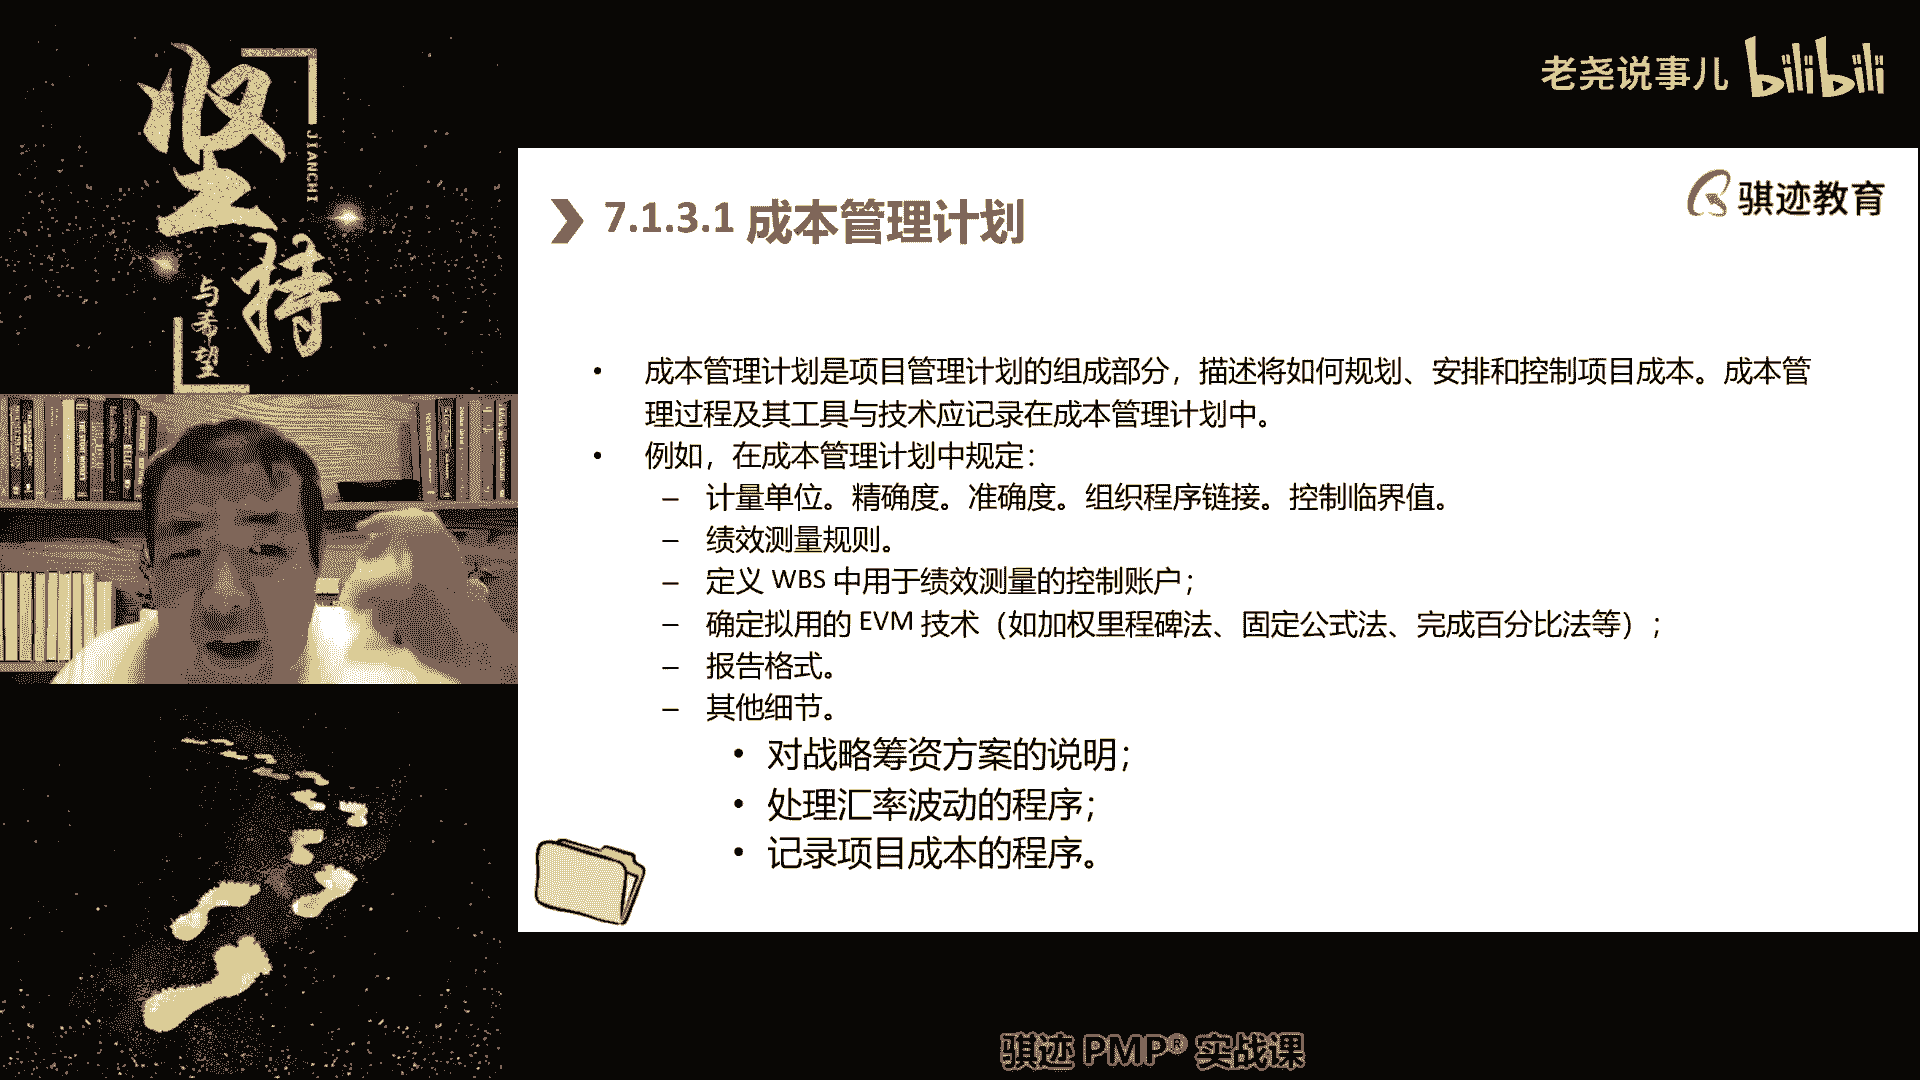 坚持
JIANCHI
与希望
老尧说事儿 bilibili
骐迹教育
7.1.3.1 成本管理计划
• 成本管理计划是项目管理计划的组成部分，描述将如何规划、安排和控制项目成本。成本管
理过程及其工具与技术应记录在成本管理计划中。
• 例如，在成本管理计划中规定：
– 计量单位。精确度。准确度。组织程序链接。控制临界值。
– 绩效测量规则。
– 定义 WBS 中用于绩效测量的控制账户；
– 确定拟用的 EVM 技术（如加权里程碑法、固定公式法、完成百分比法等）；
– 报告格式。
– 其他细节。
• 对战略筹资方案的说明；
• 处理汇率波动的程序；
• 记录项目成本的程序。
骐迹 PMP® 实战课